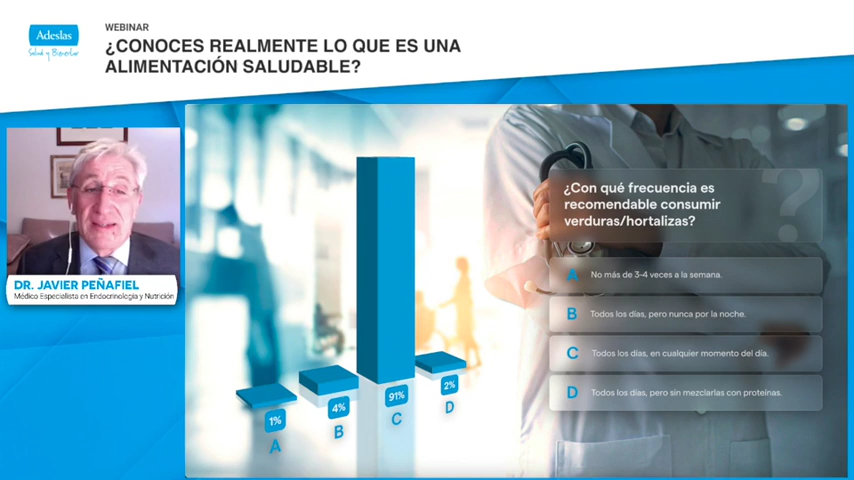 Adeslas
Salud y Bienestar
WEBINAR
¿CONOCES REALMENTE LO QUE ES UNA
ALIMENTACIÓN SALUDABLE?
DR. JAVIER PEÑAFIEL
Médico Especialista en Endocrinología y Nutrición
1%
A
4%
B
91%
C
2%
D
?
¿Con qué frecuencia es
recomendable consumir
verduras/hortalizas?
A No más de 3-4 veces a la semana.
B Todos los días, pero nunca por la noche.
C Todos los días, en cualquier momento del día.
D Todos los días, pero sin mezclarlas con proteínas.